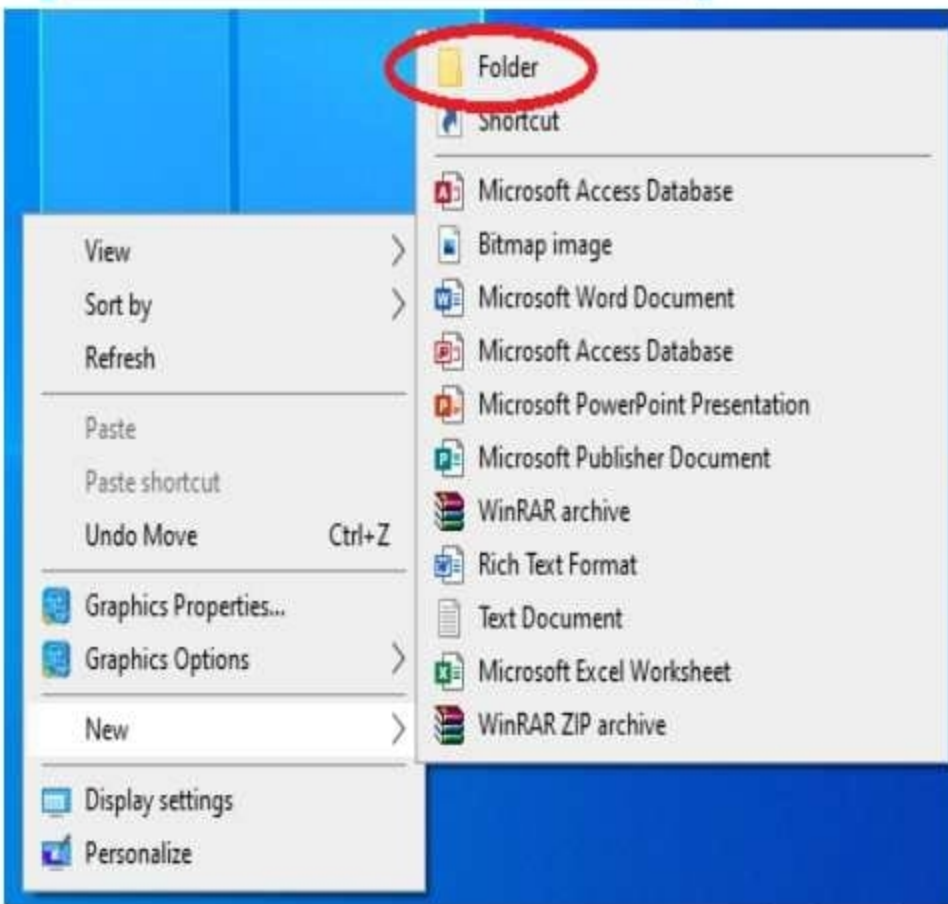 View
Sort by
Refresh
Paste
Paste shortcut
Undo Move Ctrl+Z
Graphics Properties...
Graphics Options
New
Display settings
Personalize
Folder
Shortcut
Microsoft Access Database
Bitmap image
Microsoft Word Document
Microsoft Access Database
Microsoft PowerPoint Presentation
Microsoft Publisher Document
WinRAR archive
Rich Text Format
Text Document
Microsoft Excel Worksheet
WinRAR ZIP archive